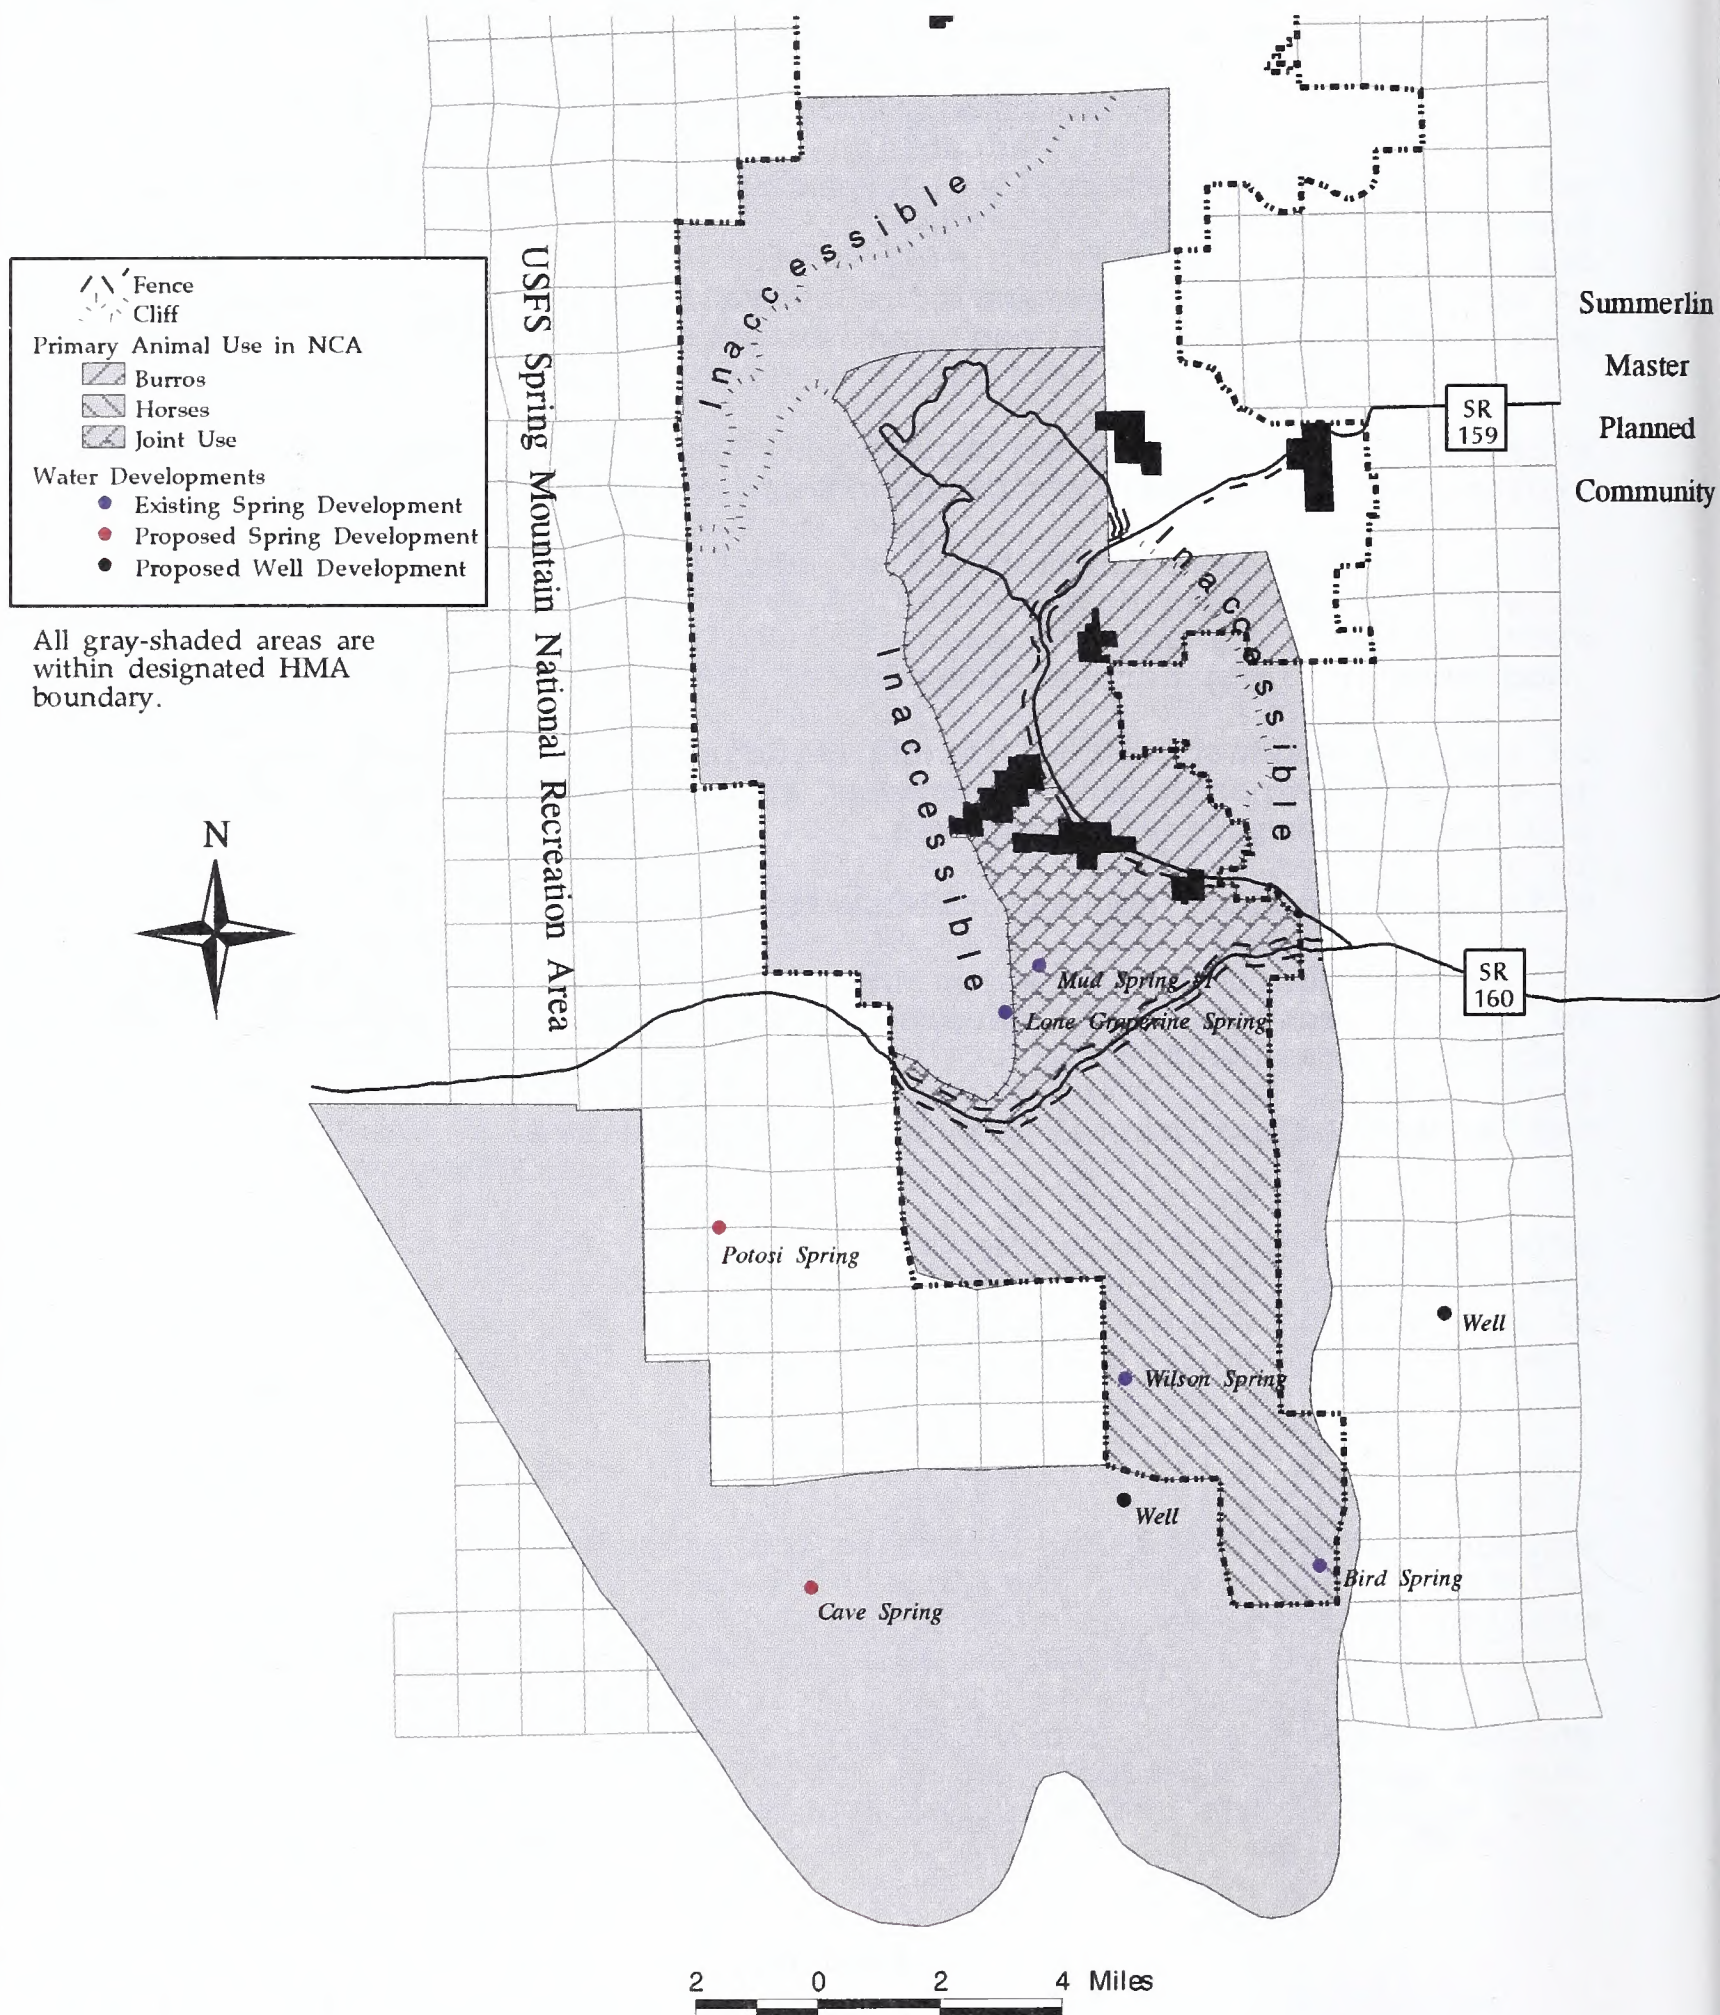 Fence
Cliff
Primary Animal Use in NCA
Burros
Horses
Joint Use
Water Developments
Existing Spring Development
Proposed Spring Development
Proposed Well Development
All gray-shaded areas are
within designated HMA
boundary.
N
USFS Spring Mountain National Recreation Area
Inaccessible
Inaccessible
naccessible
Summerlin
Master
Planned
Community
SR
159
SR
160
Mud Spring #1
Lone Grapevine Spring
Potosi Spring
Well
Wilson Spring
Well
Bird Spring
Cave Spring
2 0 2 4 Miles